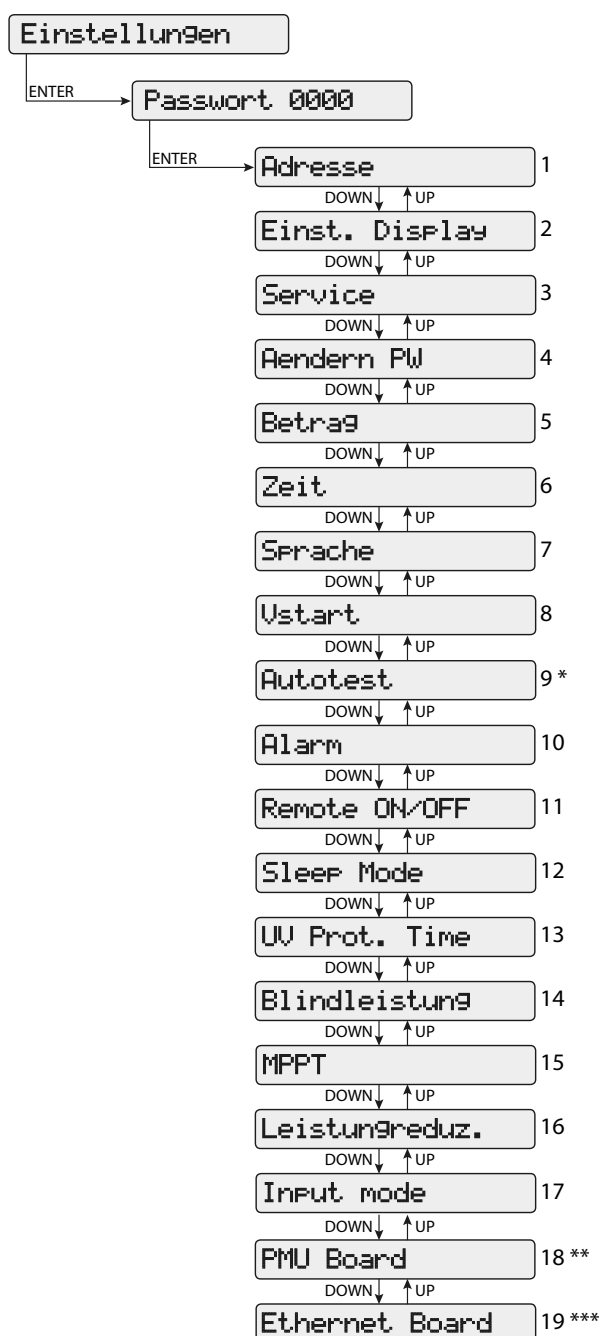 Einstellungen
ENTER
Passwort 0000
ENTER
Adresse 1
DOWN UP
Einst. Display 2
DOWN UP
Service 3
DOWN UP
Aendern PW 4
DOWN UP
Betrag 5
DOWN UP
Zeit 6
DOWN UP
Sprache 7
DOWN UP
Vstart 8
DOWN UP
Autotest 9 *
DOWN UP
Alarm 10
DOWN UP
Remote ON/OFF 11
DOWN UP
Sleep Mode 12
DOWN UP
UV Prot. Time 13
DOWN UP
Blindleistung 14
DOWN UP
MPPT 15
DOWN UP
Leistungreduz. 16
DOWN UP
Input mode 17
DOWN UP
PMU Board 18 **
DOWN UP
Ethernet Board 19 ***